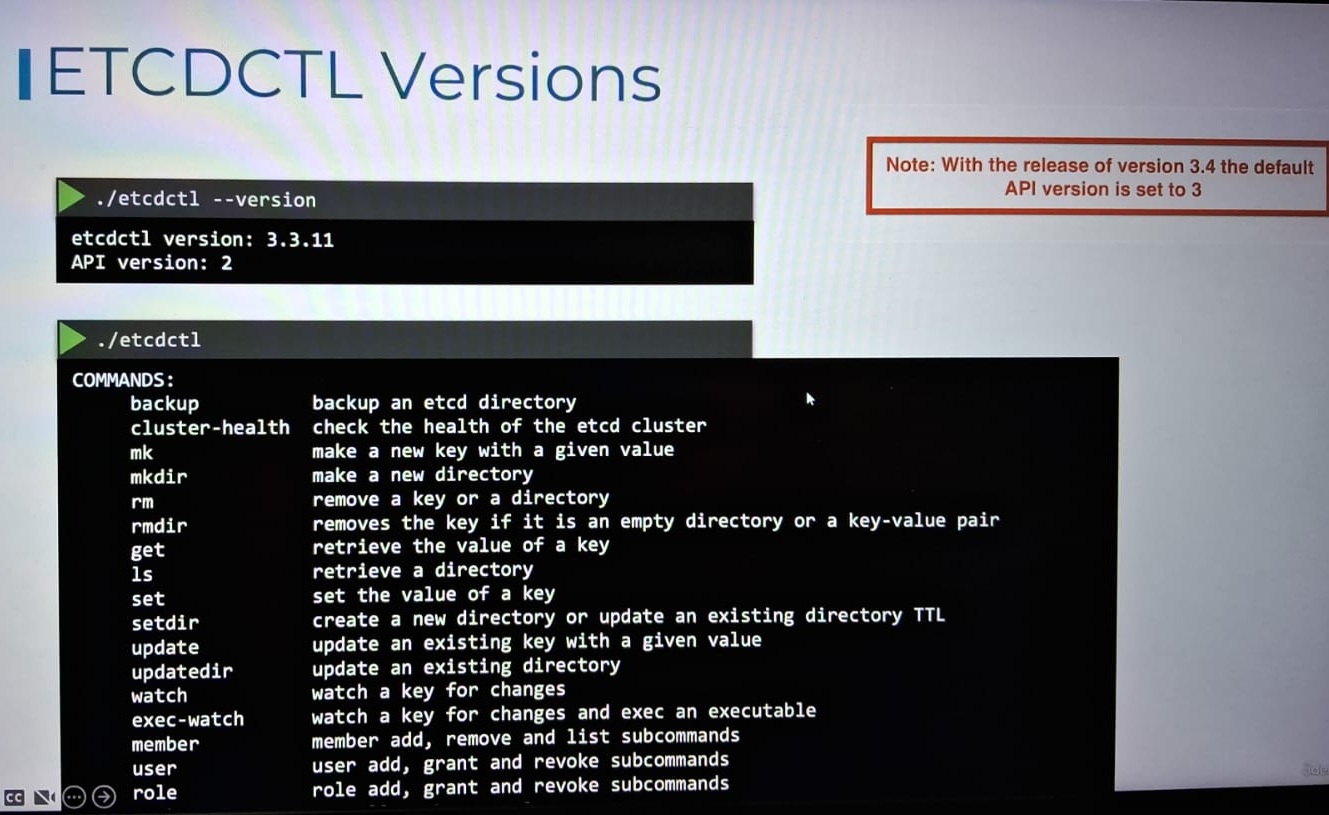 ETCDCTL Versions
Note: With the release of version 3.4 the default
API version is set to 3
./etcdctl --version
etcdctl version: 3.3.11
API version: 2
./etcdctl
COMMANDS:
backup backup an etcd directory
cluster-health check the health of the etcd cluster
mk make a new key with a given value
mkdir make a new directory
rm remove a key or a directory
rmdir removes the key if it is an empty directory or a key-value pair
get retrieve the value of a key
ls retrieve a directory
set set the value of a key
setdir create a new directory or update an existing directory TTL
update update an existing key with a given value
updatedir update an existing directory
watch watch a key for changes
exec-watch watch a key for changes and exec an executable
member member add, remove and list subcommands
user user add, grant and revoke subcommands
role role add, grant and revoke subcommands
CC